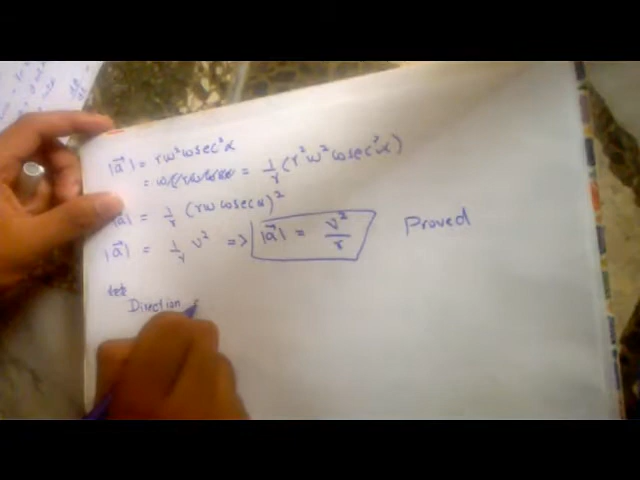 |a⃗| = rω² cosec²α
= = 1/r (r²ω² cosec²α)
|a⃗| = 1/r (rω cosec α)²
|a⃗| = 1/r v² => |a⃗| = v²/r Proved
Direction